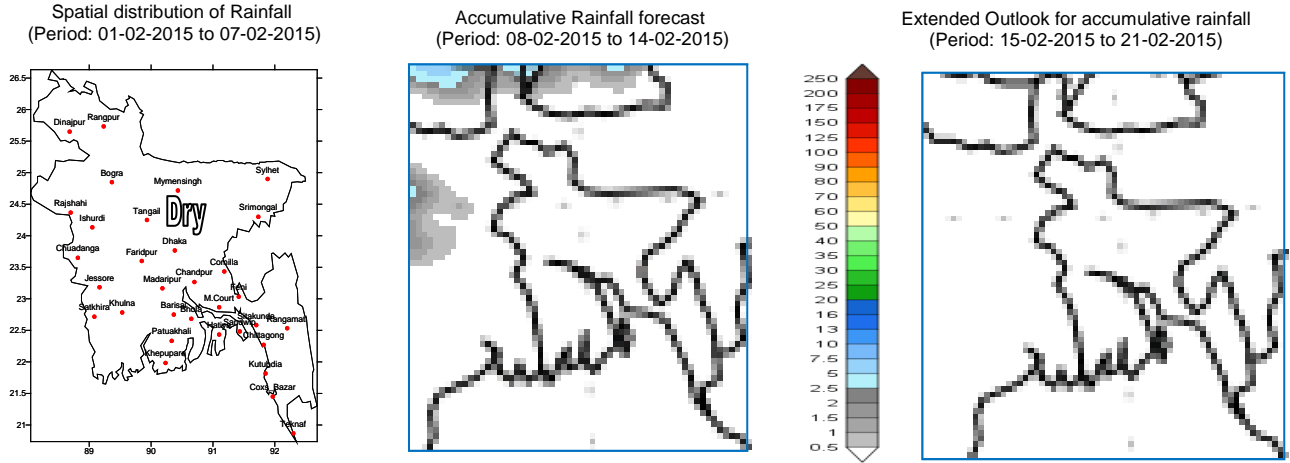 Spatial distribution of Rainfall
(Period: 01-02-2015 to 07-02-2015)
26.5
26
25.5
25
24.5
24
23.5
23
22.5
22
21.5
21
89
90
91
92
Dinajpur
Rangpur
Bogra
Mymensingh
Sylhet
Rajshahi
Ishurdi
Tangail
Dry
Srimongal
Chuadanga
Faridpur
Dhaka
Comilla
Jessore
Madaripur
Chandpur
Feni
Satkhira
Khulna
Barisal
Bhola
M.Court
Hatiya
Sandwip
Sitakunda
Rangamati
Patuakhali
Chittagong
Khepupara
Kutubdia
Coxs_Bazar
Teknaf
Accumulative Rainfall forecast
(Period: 08-02-2015 to 14-02-2015)
250
200
175
150
125
100
90
80
70
60
50
40
35
30
25
20
16
13
10
7.5
5
2.5
2
1.5
1
0.5
Extended Outlook for accumulative rainfall
(Period: 15-02-2015 to 21-02-2015)